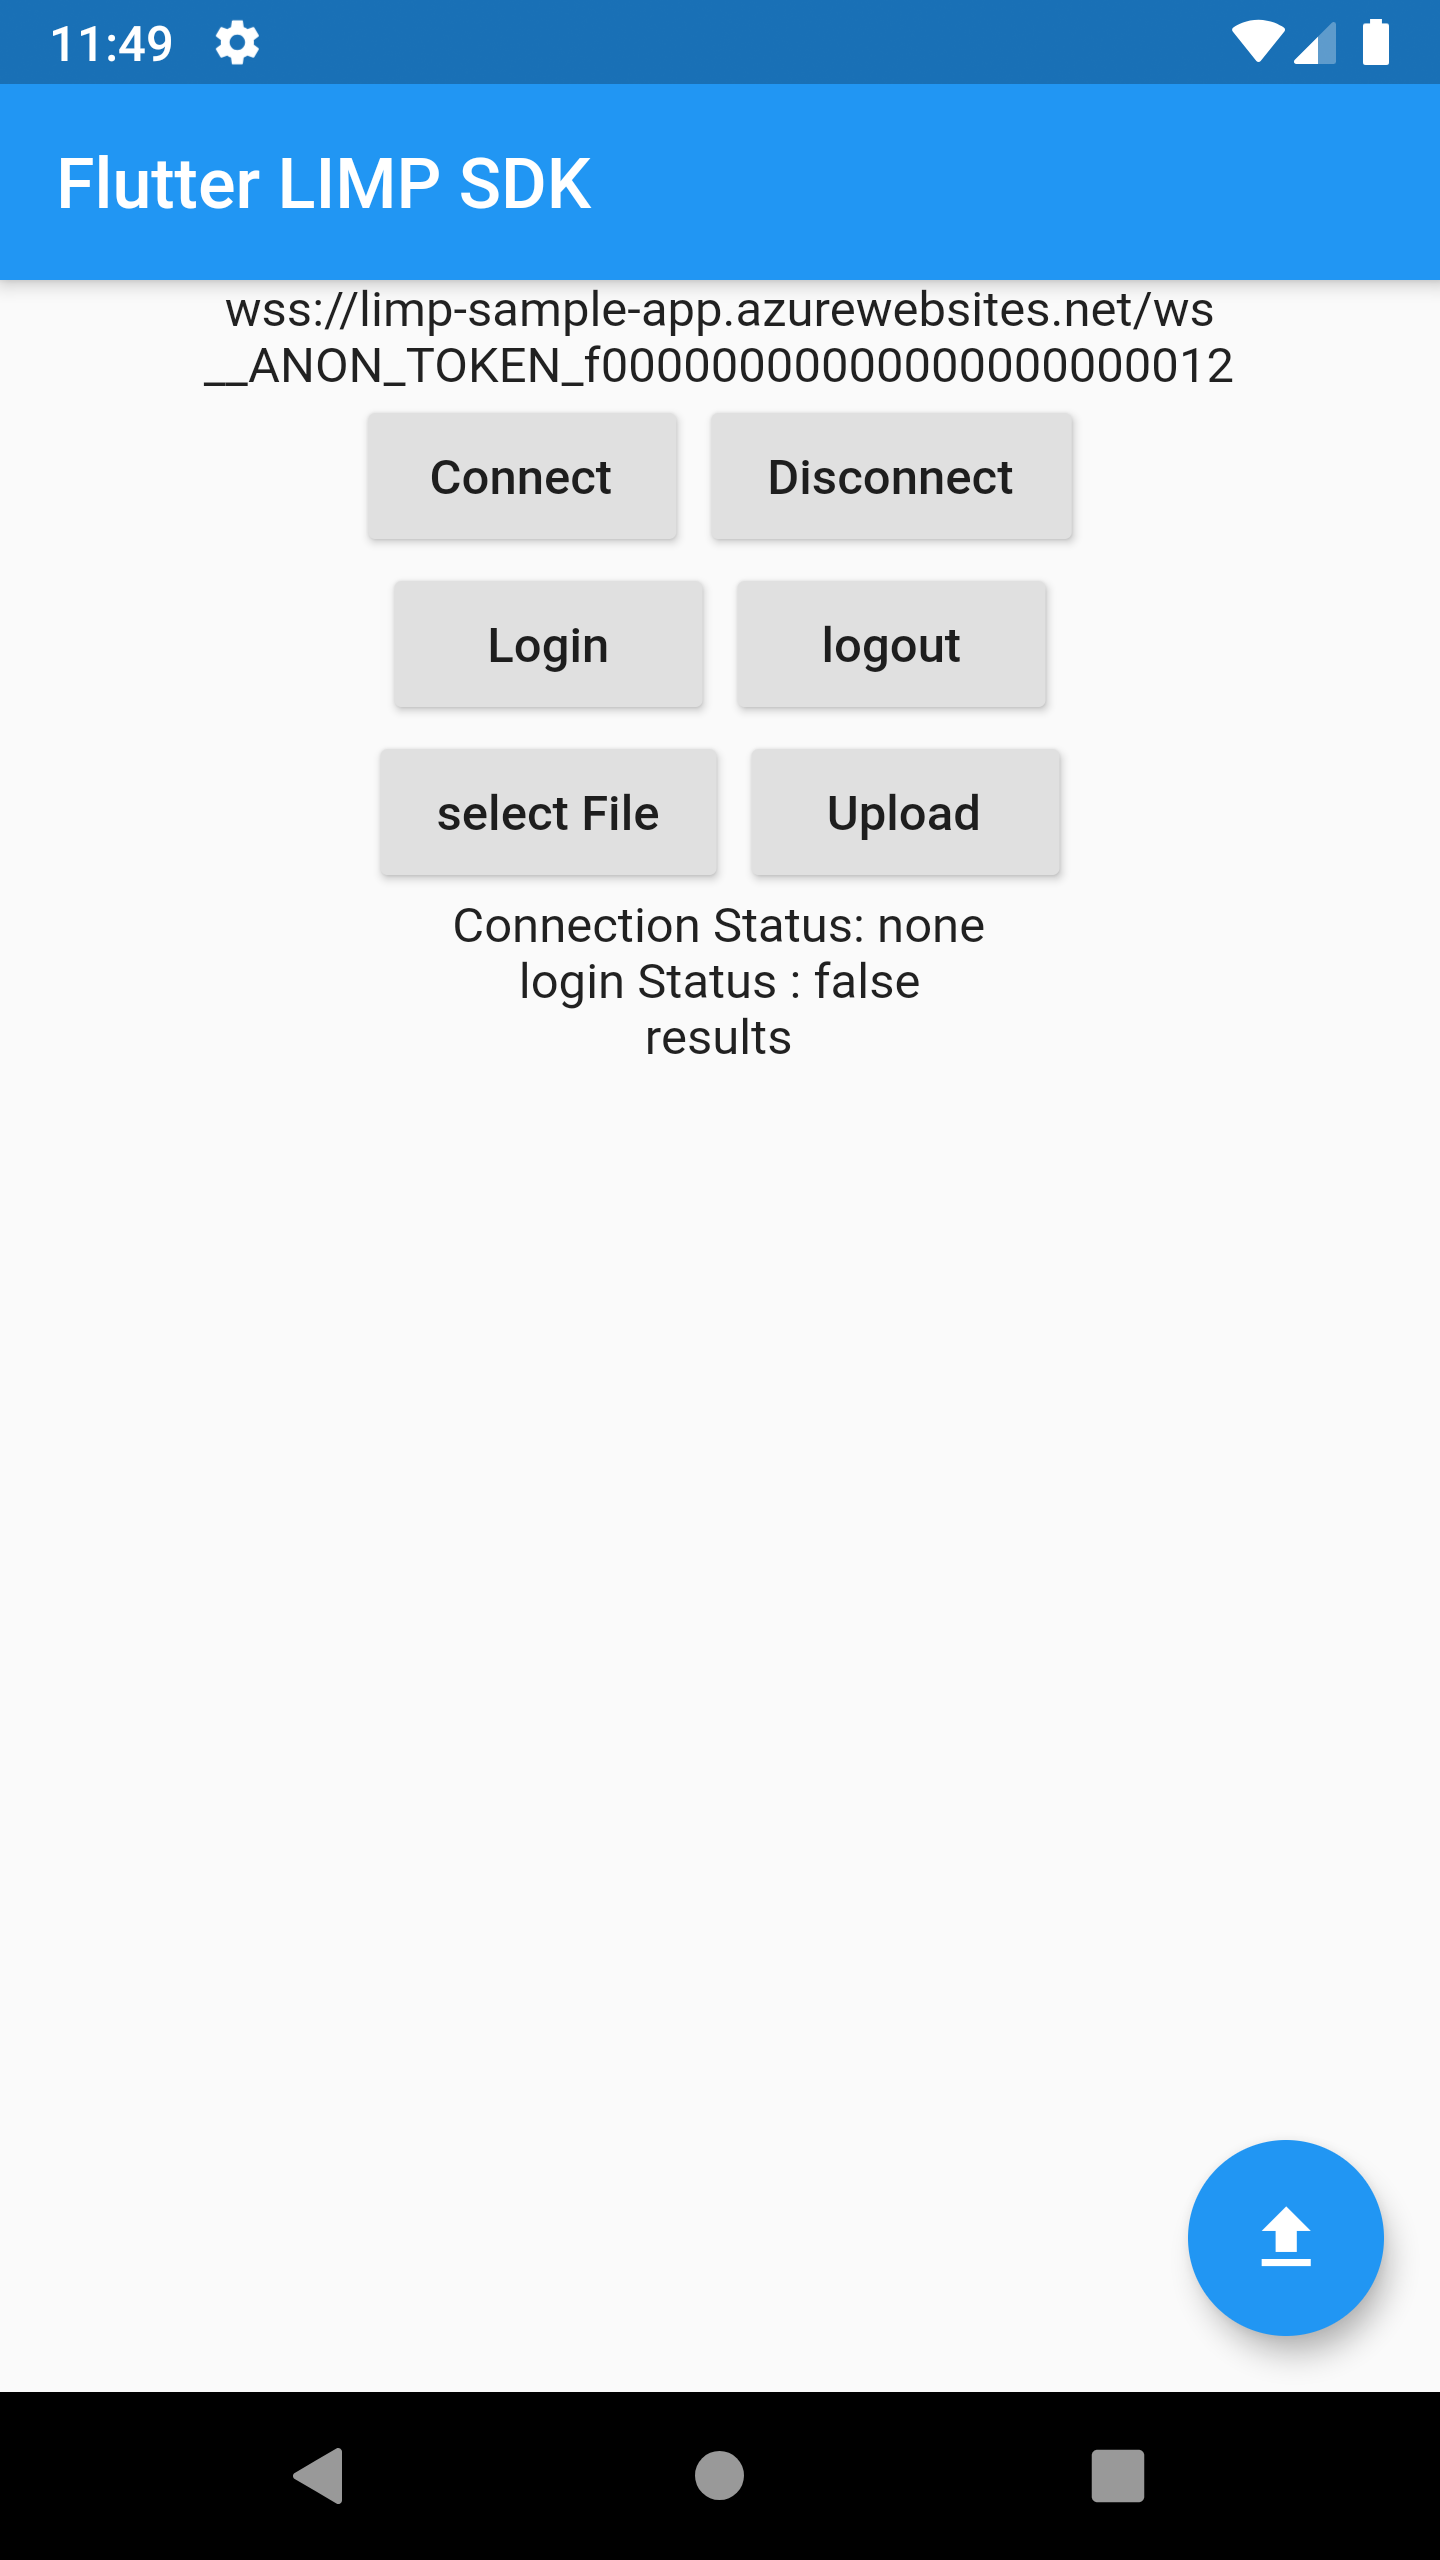 11:49
Flutter LIMP SDK
wss://limp-sample-app.azurewebsites.net/ws
__ANON_TOKEN_f00000000000000000000012
Connect Disconnect
Login logout
select File Upload
Connection Status: none
login Status : false
results